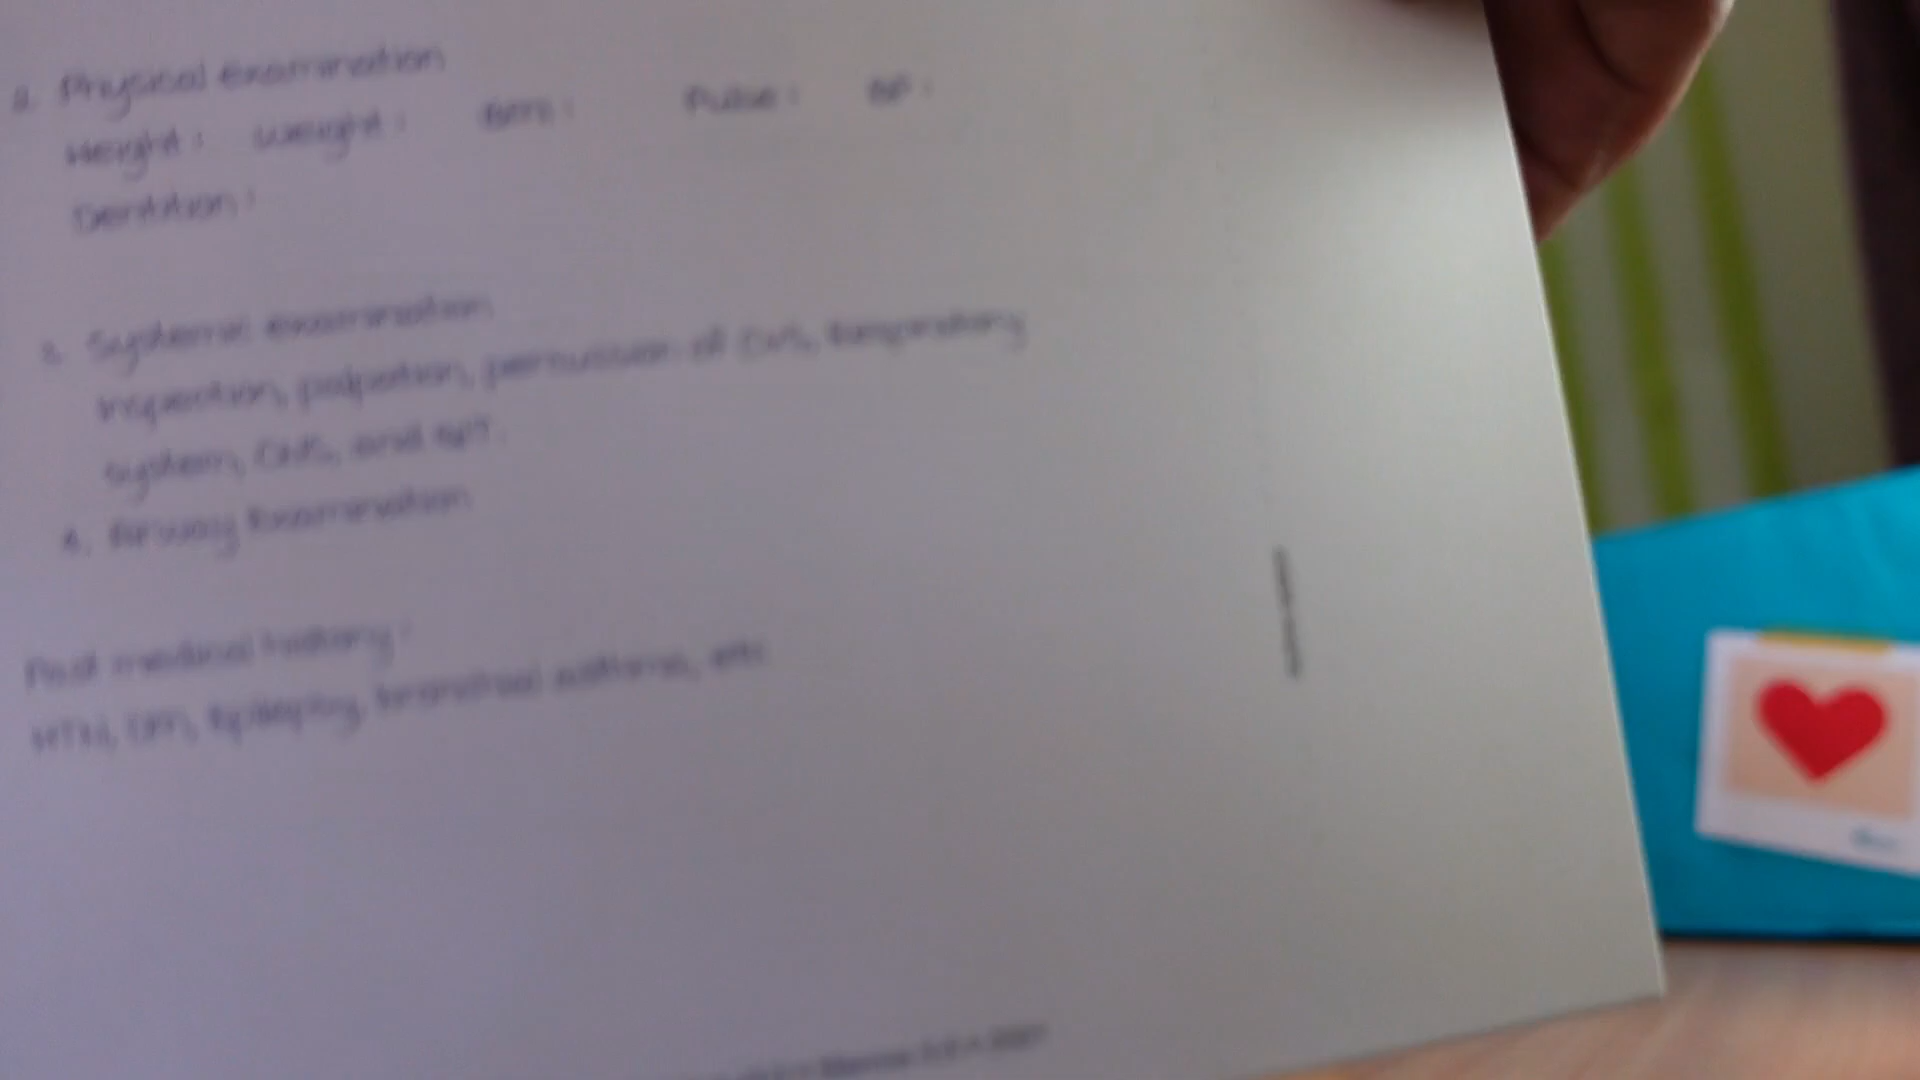 2. Physical examination
Height: Weight: BMI: Pulse: BP:
Dentition:
3. Systemic examination
Inspection, palpation, percussion of CVS, Respiratory
system, CNS, and GIT.
4. Airway Examination
Past medical history:
HTN, DM, Epilepsy, bronchial asthma, etc